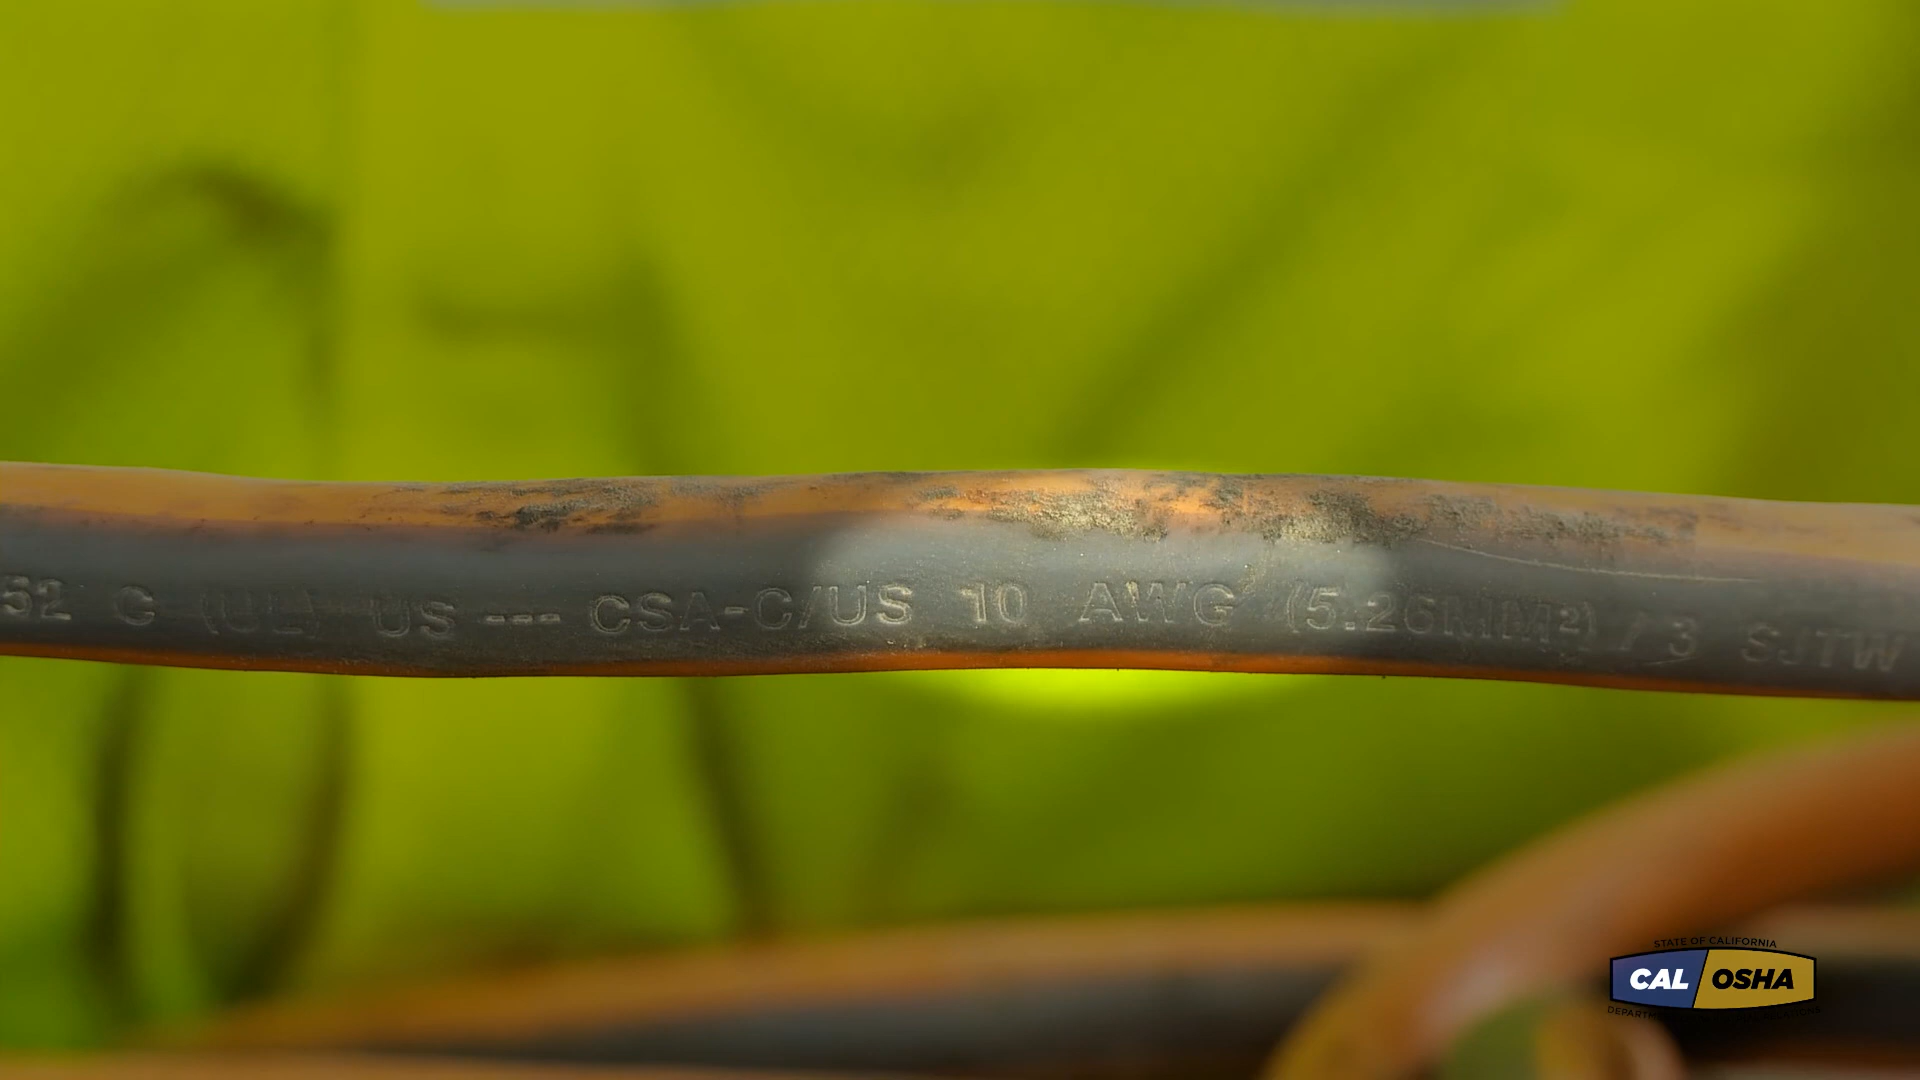 52 C (UL) US --- CSA-C/US 10 AWG (5.26MM²) / 3 SJTW
STATE OF CALIFORNIA
CAL OSHA